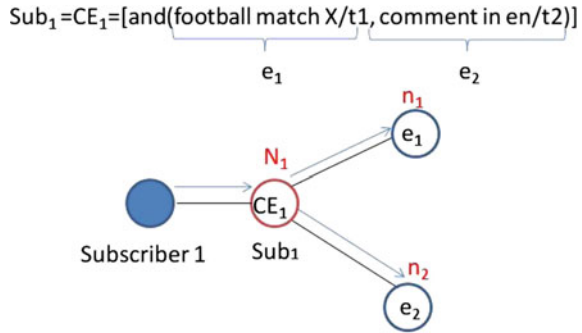 Sub₁=CE₁=[and(football match X/t1, comment in en/t2)]
e₁ e₂
n₁
e₁
N₁
CE₁
Subscriber 1 Sub₁
n₂
e₂